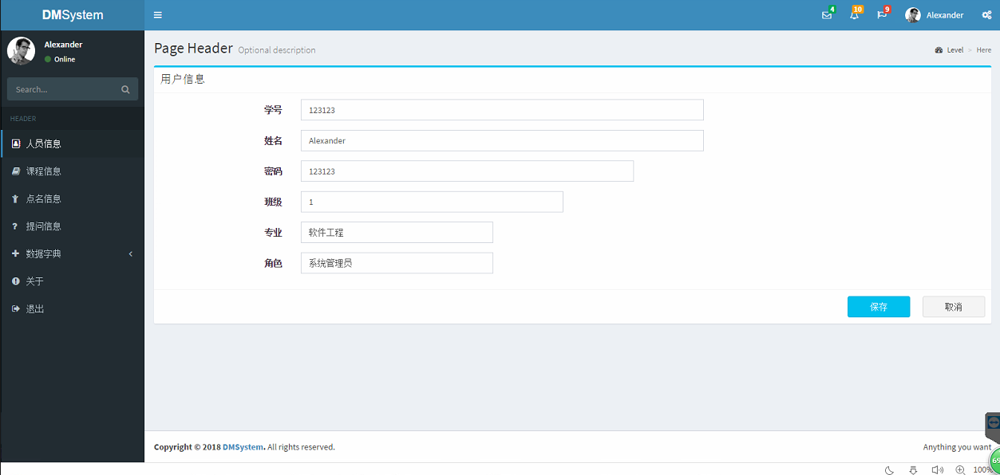 DMSystem
4
10
9
Alexander
Alexander
Online
Search...
HEADER
人员信息
课程信息
点名信息
提问信息
数据字典
关于
退出
Page Header Optional description
Level > Here
用户信息
学号 123123
姓名 Alexander
密码 123123
班级 1
专业 软件工程
角色 系统管理员
保存 取消
Copyright © 2018 DMSystem. All rights reserved.
Anything you want
100%